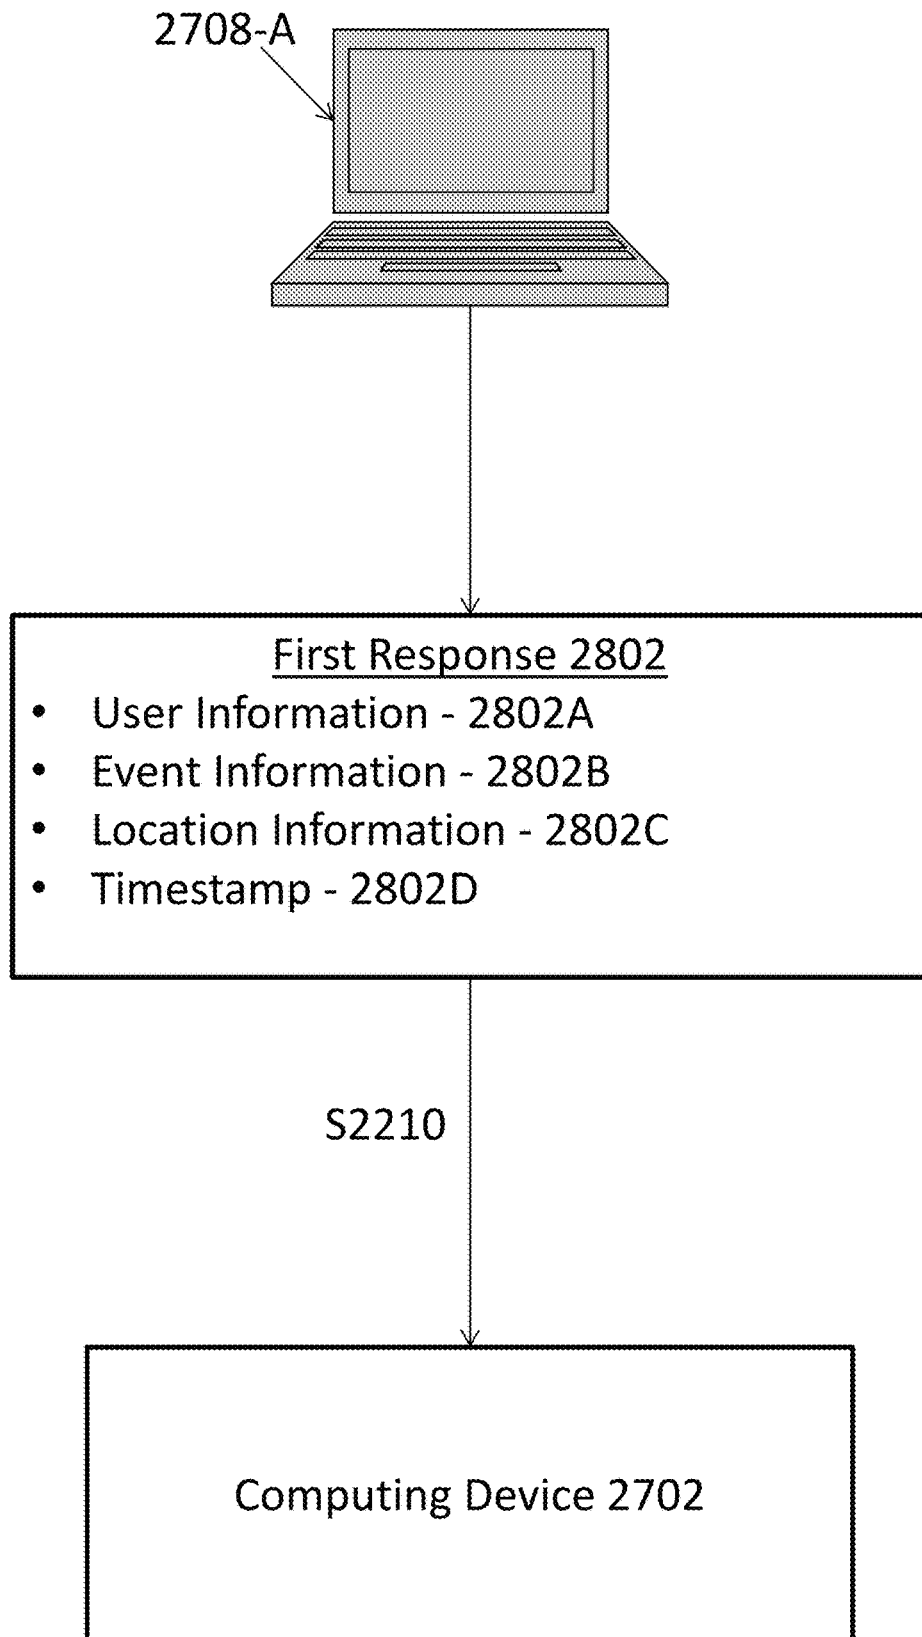 2708-A
First Response 2802
• User Information - 2802A
• Event Information - 2802B
• Location Information - 2802C
• Timestamp - 2802D
S2210
Computing Device 2702